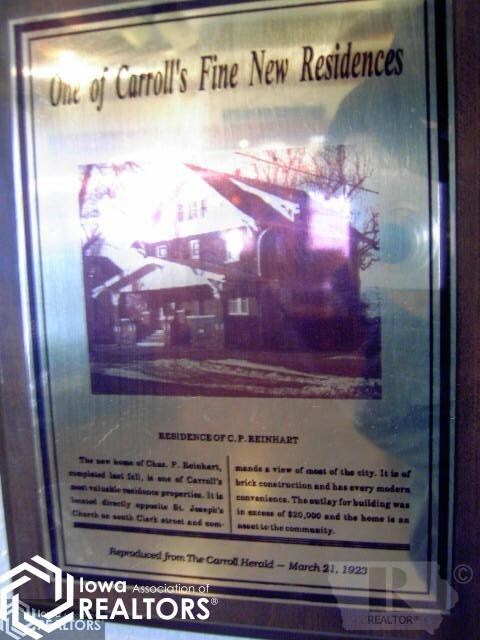 One of Carroll's Fine New Residences
RESIDENCE OF C. P. REINHART
The new home of Chas. P. Reinhart,
completed last fall, is one of Carroll's
most valuable residence properties. It is
located directly opposite St. Joseph's
Church on south Clark street and com-
mands a view of most of the city. It is of
brick construction and has every modern
convenience. The outlay for building was
in excess of $20,000 and the home is an
asset to the community.
Reproduced from The Carroll Herald — March 21, 1923
Iowa Association of
REALTORS®
R ©
REALTOR®